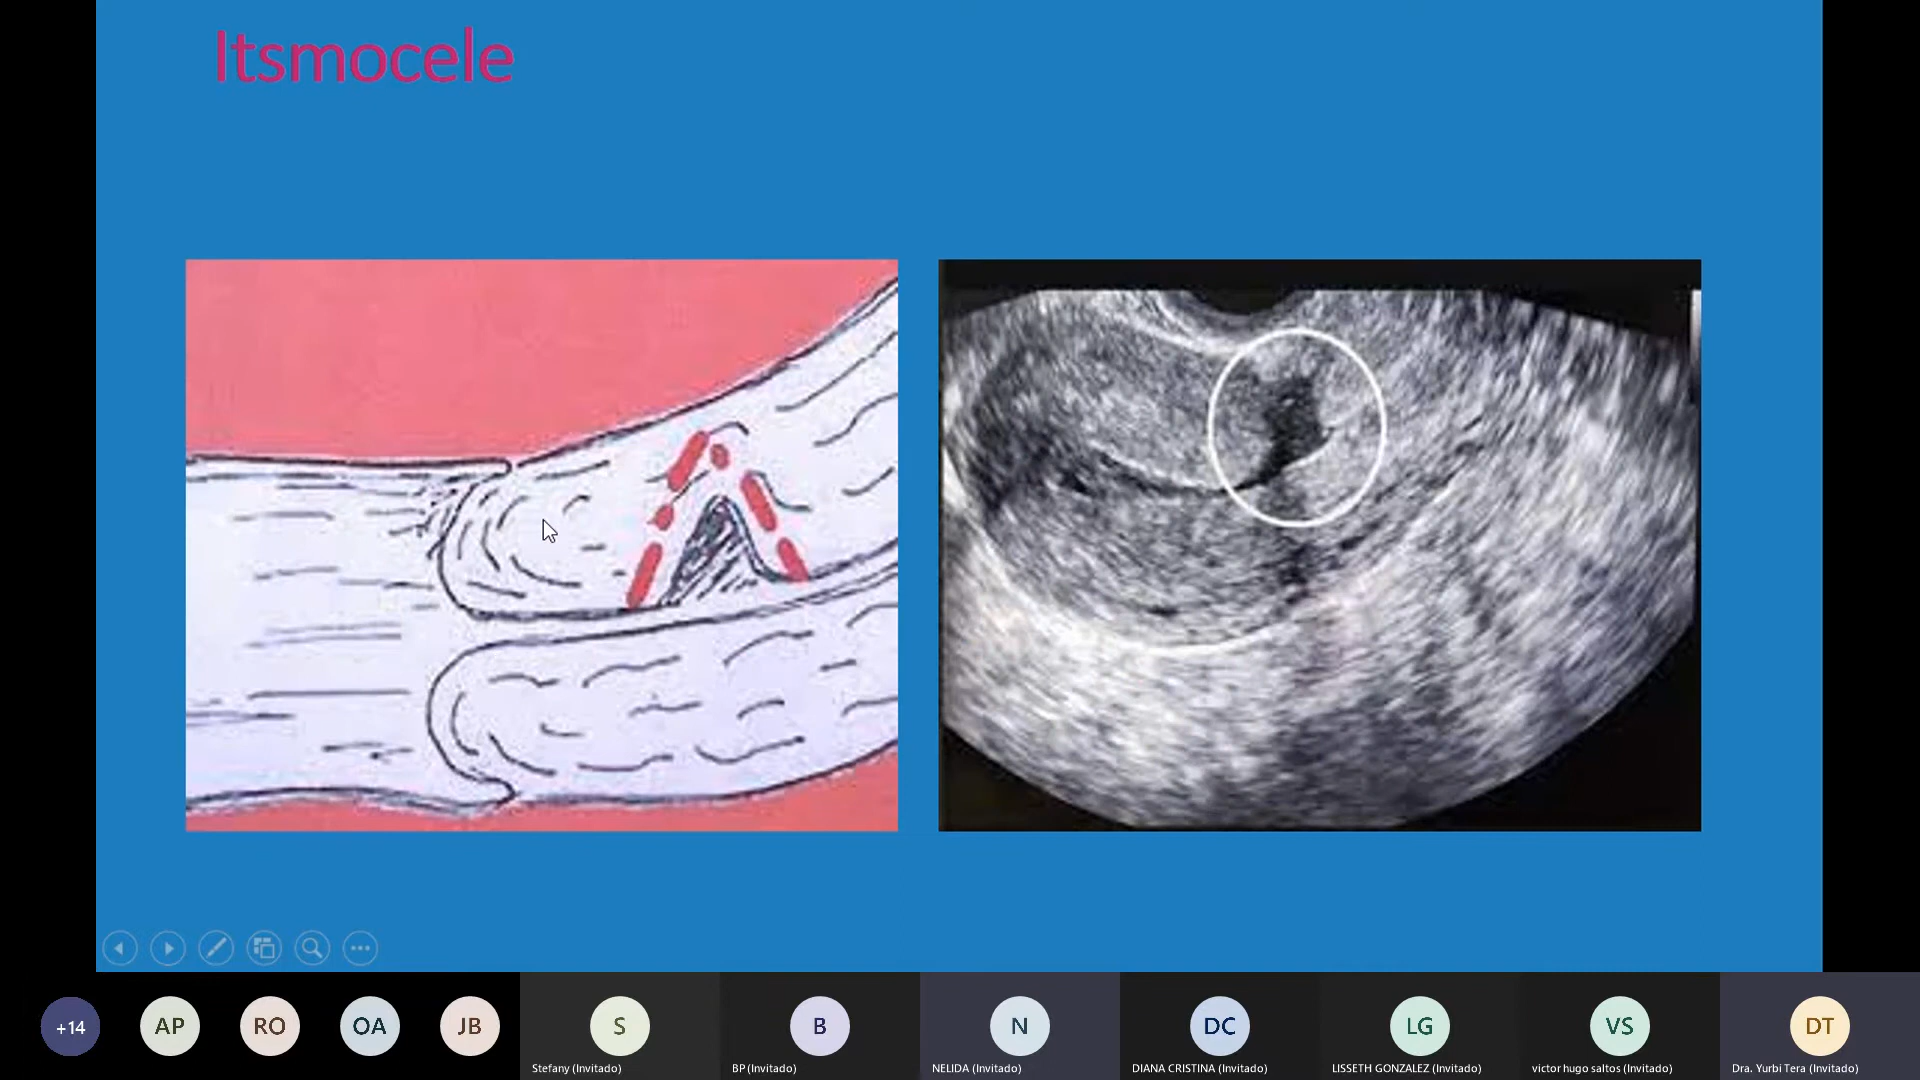 Itsmocele
+14
AP
RO
OA
JB
S
B
N
DC
LG
VS
DT
Stefany (Invitado)
BP (Invitado)
NELIDA (Invitado)
DIANA CRISTINA (Invitado)
LISSETH GONZALEZ (Invitado)
victor hugo saltos (Invitado)
Dra. Yurbi Tera (Invitado)